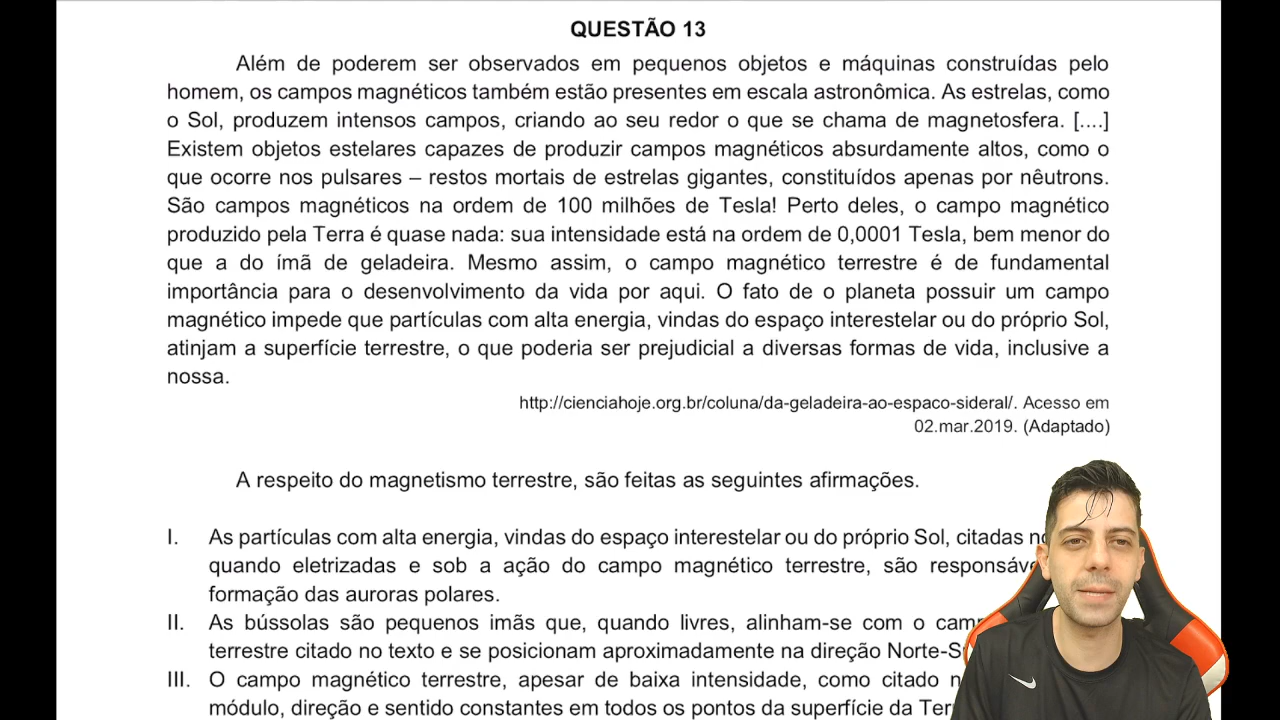 QUESTÃO 13
Além de poderem ser observados em pequenos objetos e máquinas construídas pelo
homem, os campos magnéticos também estão presentes em escala astronômica. As estrelas, como
o Sol, produzem intensos campos, criando ao seu redor o que se chama de magnetosfera. [....]
Existem objetos estelares capazes de produzir campos magnéticos absurdamente altos, como o
que ocorre nos pulsares – restos mortais de estrelas gigantes, constituídos apenas por nêutrons.
São campos magnéticos na ordem de 100 milhões de Tesla! Perto deles, o campo magnético
produzido pela Terra é quase nada: sua intensidade está na ordem de 0,0001 Tesla, bem menor do
que a do ímã de geladeira. Mesmo assim, o campo magnético terrestre é de fundamental
importância para o desenvolvimento da vida por aqui. O fato de o planeta possuir um campo
magnético impede que partículas com alta energia, vindas do espaço interestelar ou do próprio Sol,
atinjam a superfície terrestre, o que poderia ser prejudicial a diversas formas de vida, inclusive a
nossa.
http://cienciahoje.org.br/coluna/da-geladeira-ao-espaco-sideral/. Acesso em
02.mar.2019. (Adaptado)
A respeito do magnetismo terrestre, são feitas as seguintes afirmações.
I. As partículas com alta energia, vindas do espaço interestelar ou do próprio Sol, citadas
quando eletrizadas e sob a ação do campo magnético terrestre, são
formação das auroras polares.
II. As bússolas são pequenos imãs que, quando livres, alinham-se com o
terrestre citado no texto e se posicionam aproximadamente na direção
III. O campo magnético terrestre, apesar de baixa intensidade, como citado
módulo, direção e sentido constantes em todos os pontos da superfície da